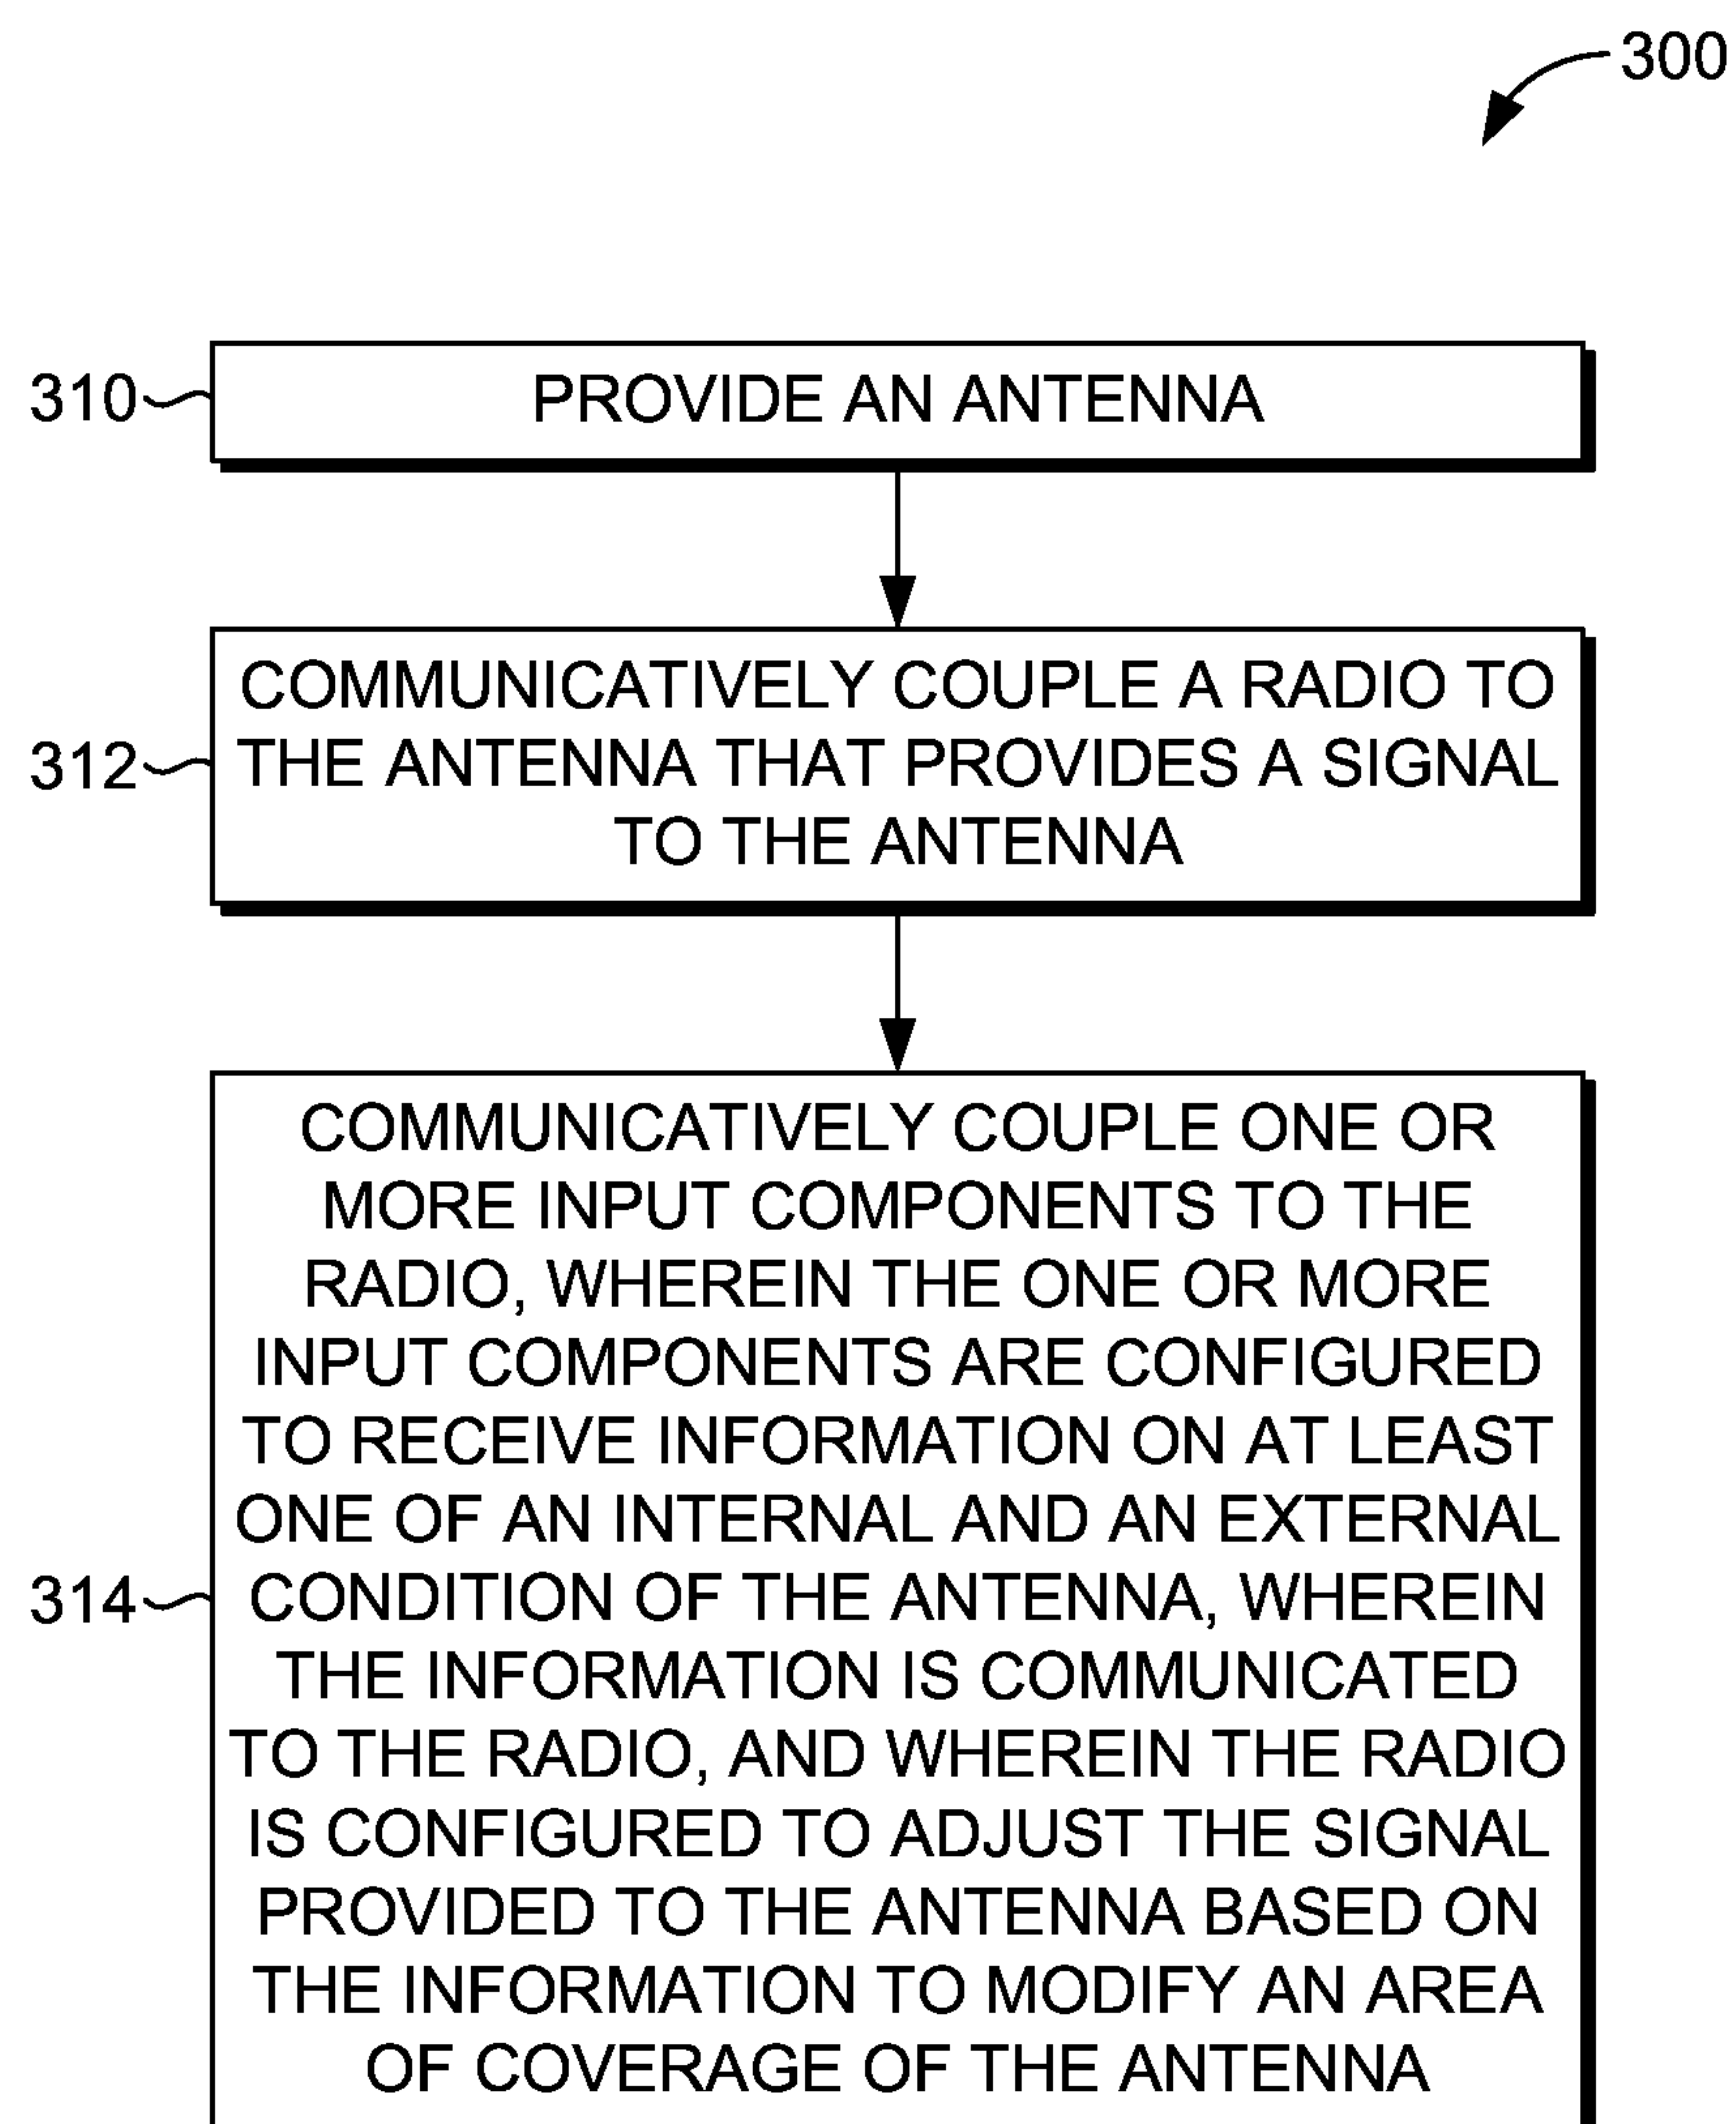 300
310
PROVIDE AN ANTENNA
312
COMMUNICATIVELY COUPLE A RADIO TO
THE ANTENNA THAT PROVIDES A SIGNAL
TO THE ANTENNA
314
COMMUNICATIVELY COUPLE ONE OR
MORE INPUT COMPONENTS TO THE
RADIO, WHEREIN THE ONE OR MORE
INPUT COMPONENTS ARE CONFIGURED
TO RECEIVE INFORMATION ON AT LEAST
ONE OF AN INTERNAL AND AN EXTERNAL
CONDITION OF THE ANTENNA, WHEREIN
THE INFORMATION IS COMMUNICATED
TO THE RADIO, AND WHEREIN THE RADIO
IS CONFIGURED TO ADJUST THE SIGNAL
PROVIDED TO THE ANTENNA BASED ON
THE INFORMATION TO MODIFY AN AREA
OF COVERAGE OF THE ANTENNA